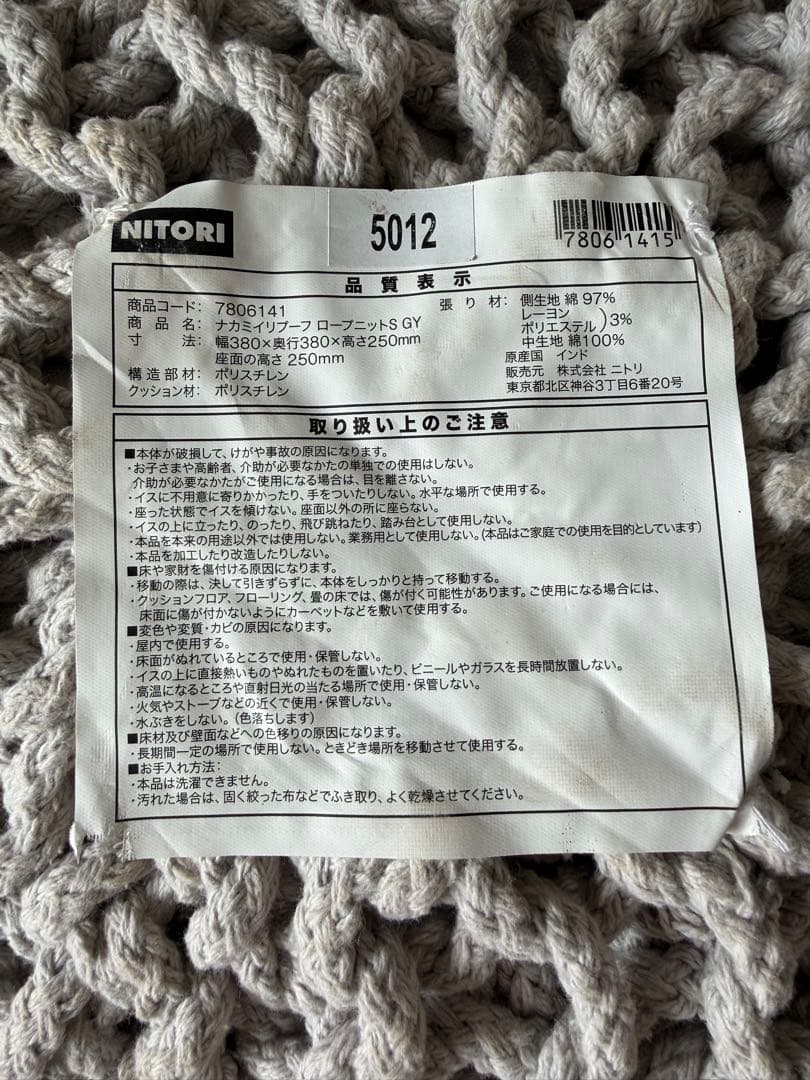 NITORI
5012
7806 1415
品質表示
商品コード： 7806141
商品名： ナカミイリプーフ ロープニットS GY
寸法： 幅380×奥行380×高さ250mm
座面の高さ 250mm
構造部材： ポリスチレン
クッション材： ポリスチレン
張り材： 側生地 綿 97%
レーヨン
ポリエステル )3%
中生地 綿100%
原産国 インド
販売元 株式会社 ニトリ
東京都北区神谷3丁目6番20号
取り扱い上のご注意
■本体が破損して、けがや事故の原因になります。
・お子さまや高齢者、介助が必要なかたの単独での使用はしない。
介助が必要なかたがご使用になる場合は、目を離さない。
・イスに不用意に寄りかかったり、手をついたりしない。水平な場所で使用する。
・座った状態でイスを傾けない。座面以外の所に座らない。
・イスの上に立ったり、のったり、飛び跳ねたり、踏み台として使用しない。
・本品を本来の用途以外では使用しない。業務用として使用しない。(本品はご家庭での使用を目的としています)
・本品を加工したり改造したりしない。
■床や家財を傷付ける原因になります。
・移動の際は、決して引きずらずに、本体をしっかりと持って移動する。
・クッションフロア、フローリング、畳の床では、傷が付く可能性があります。ご使用になる場合には、
床面に傷が付かないようにカーペットなどを敷いて使用する。
■変色や変質・カビの原因になります。
・屋内で使用する。
・床面がぬれているところで使用・保管しない。
・イスの上に直接熱いものやぬれたものを置いたり、ビニールやガラスを長時間放置しない。
・高温になるところや直射日光の当たる場所で使用・保管しない。
・火気やストーブなどの近くで使用・保管しない。
・水ぶきをしない。(色落ちします)
■床材及び壁面などへの色移りの原因になります。
・長期間一定の場所で使用しない。ときどき場所を移動させて使用する。
■お手入れ方法：
・本品は洗濯できません。
・汚れた場合は、固く絞った布などでふき取り、よく乾燥させてください。